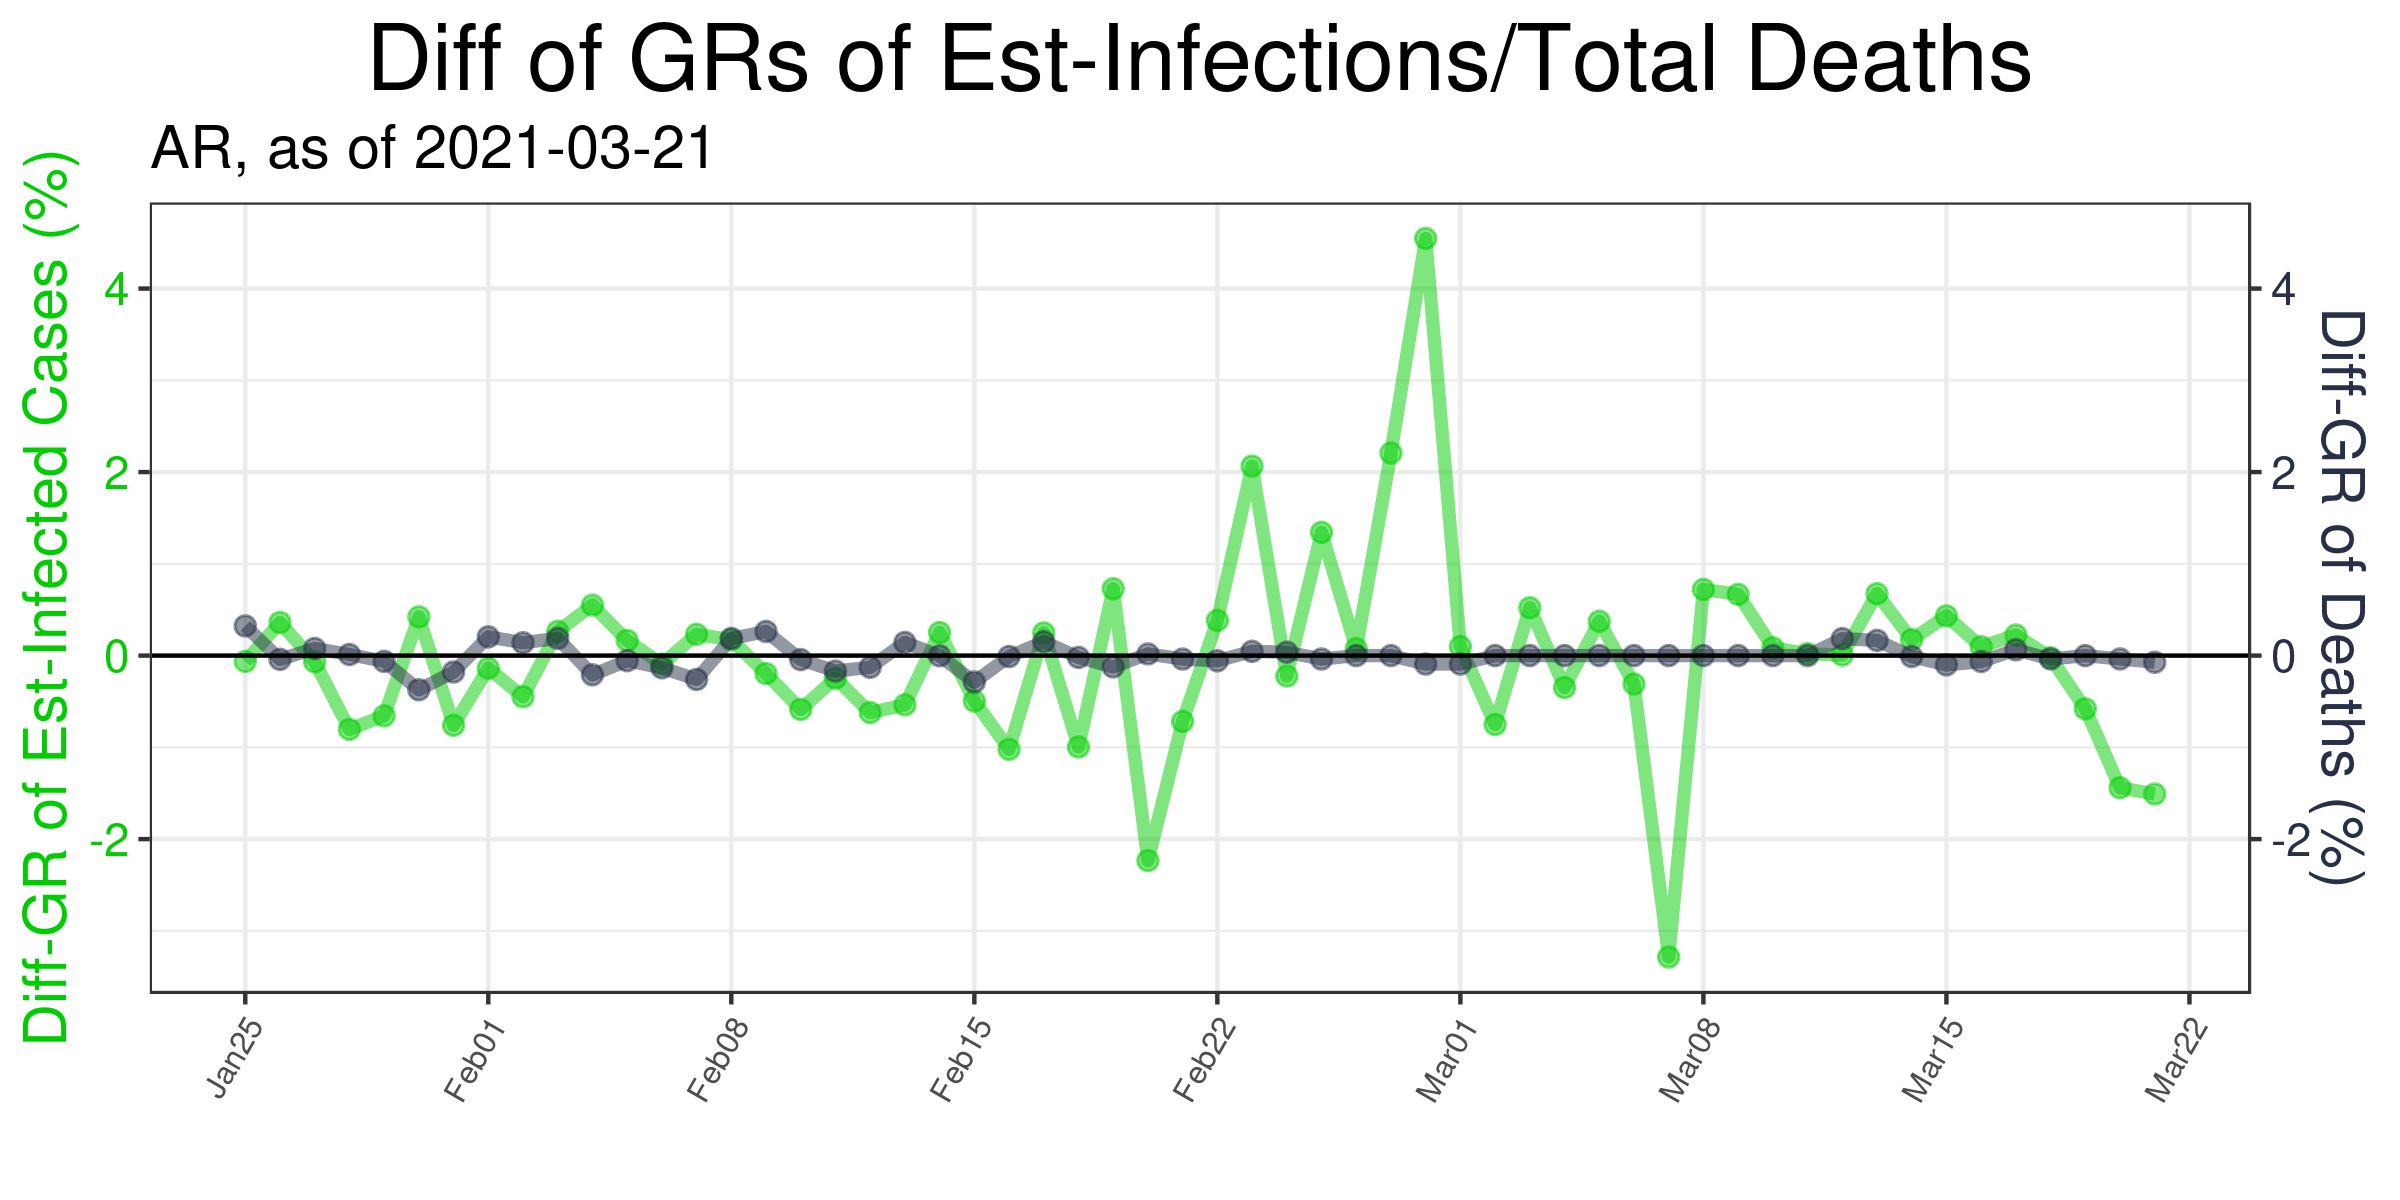 Diff of GRs of Est-Infections/Total Deaths
AR, as of 2021-03-21
Diff-GR of Est-Infected Cases (%)
4
2
0
-2
4
2
0
-2
Diff-GR of Deaths (%)
Jan25
Feb01
Feb08
Feb15
Feb22
Mar01
Mar08
Mar15
Mar22